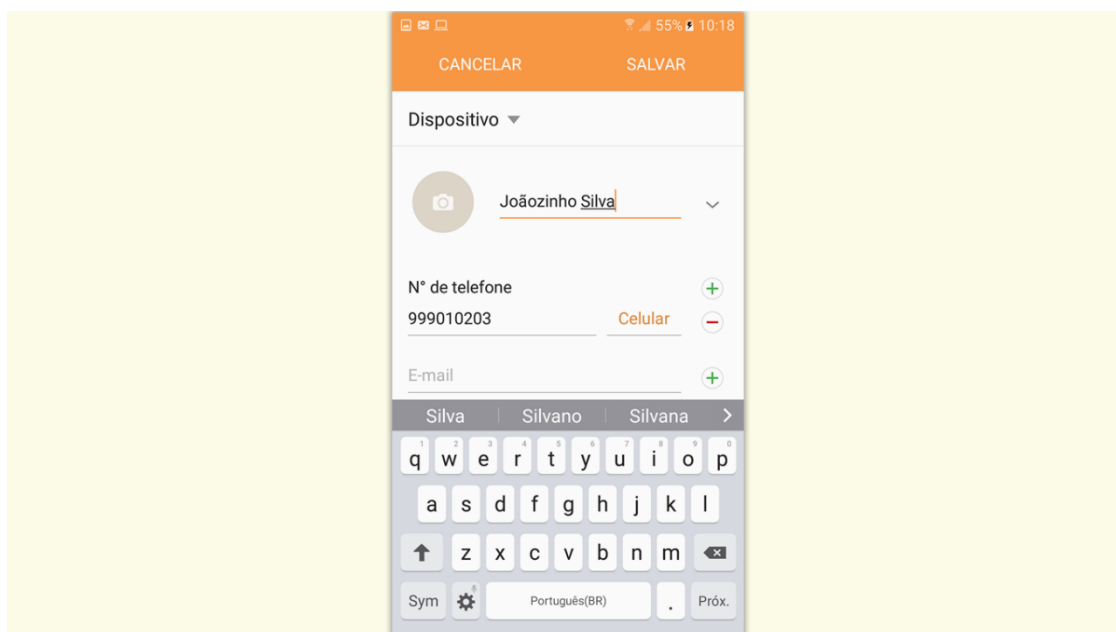 55% 10:18
CANCELAR SALVAR
Dispositivo
Joãozinho Silva
N° de telefone
999010203 Celular
E-mail
Silva Silvano Silvana >
1 2 3 4 5 6 7 8 9 0
q w e r t y u i o p
a s d f g h j k l
z x c v b n m
Sym Português(BR) . Próx.